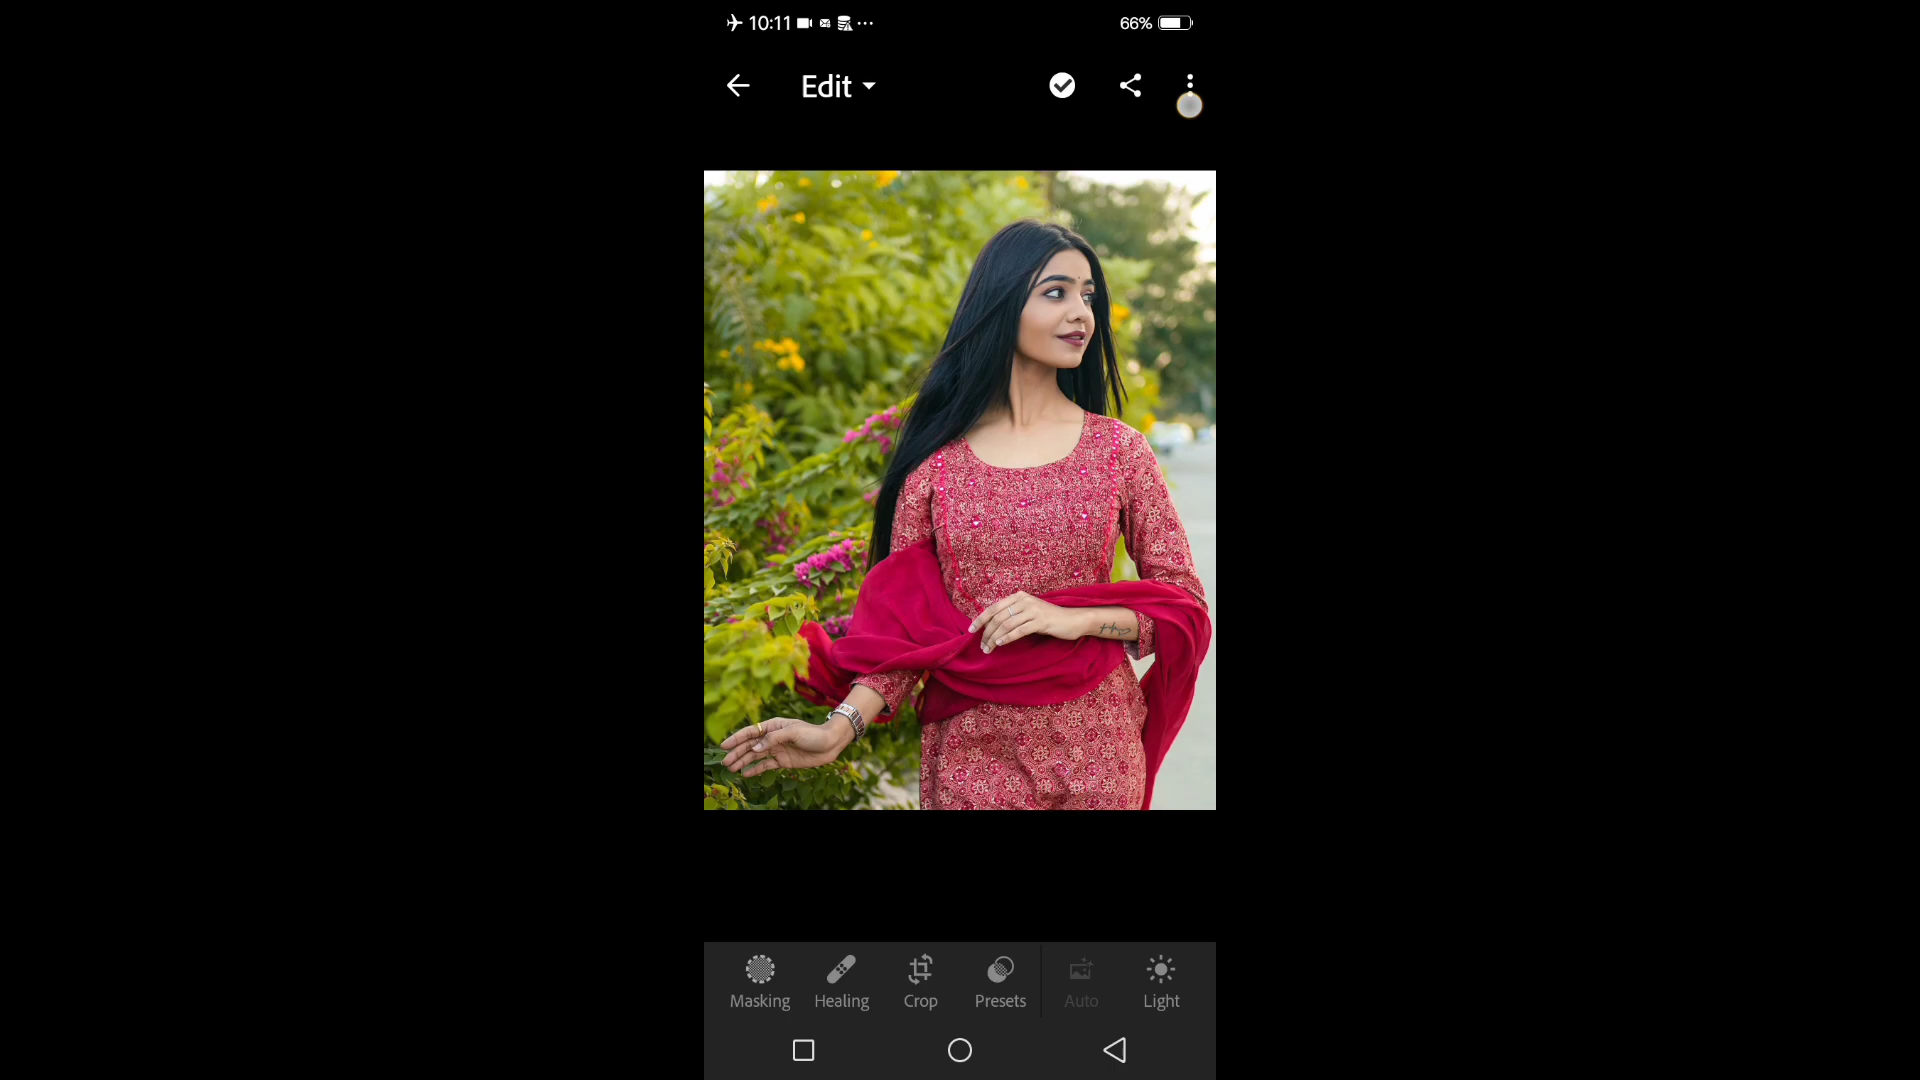 10:11
66%
Edit
Masking
Healing
Crop
Presets
Auto
Light